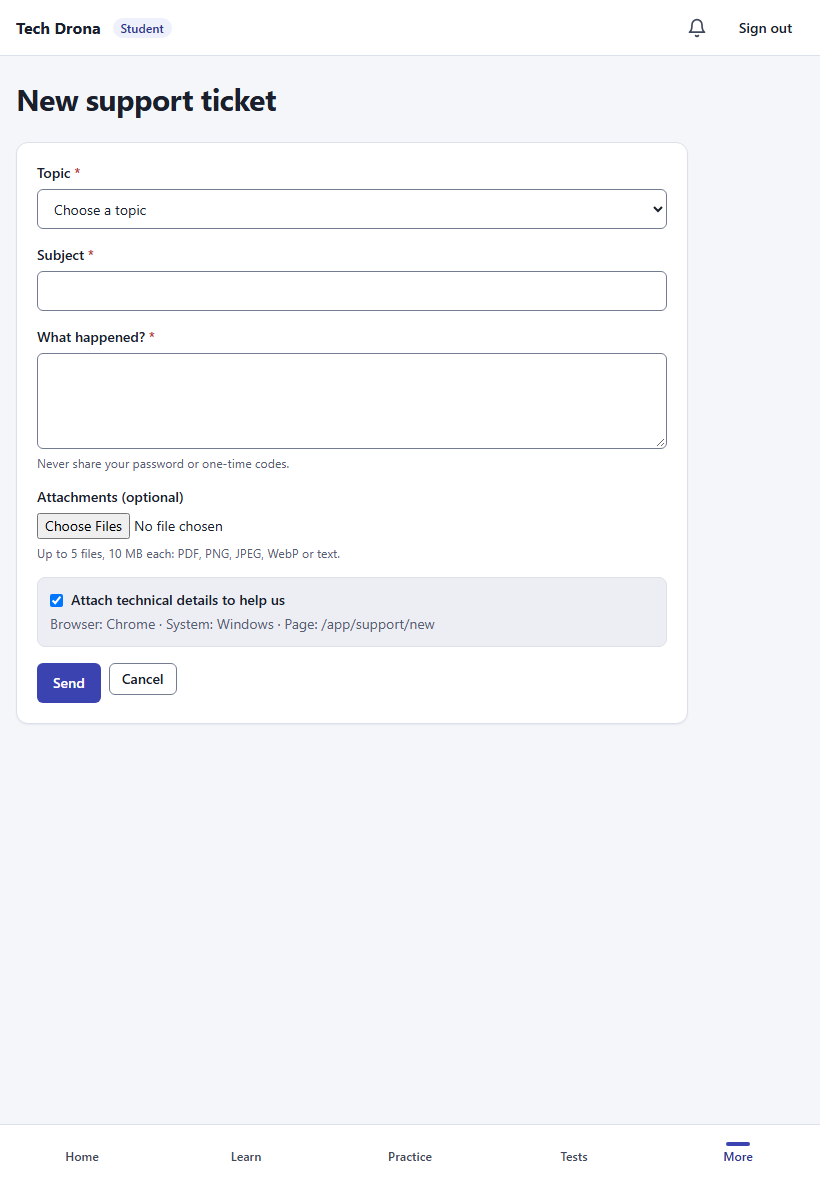 Tech Drona Student Sign out
New support ticket
Topic *
Choose a topic
Subject *
What happened? *
Never share your password or one-time codes.
Attachments (optional)
Choose Files No file chosen
Up to 5 files, 10 MB each: PDF, PNG, JPEG, WebP or text.
Attach technical details to help us
Browser: Chrome · System: Windows · Page: /app/support/new
Send Cancel
Home Learn Practice Tests More